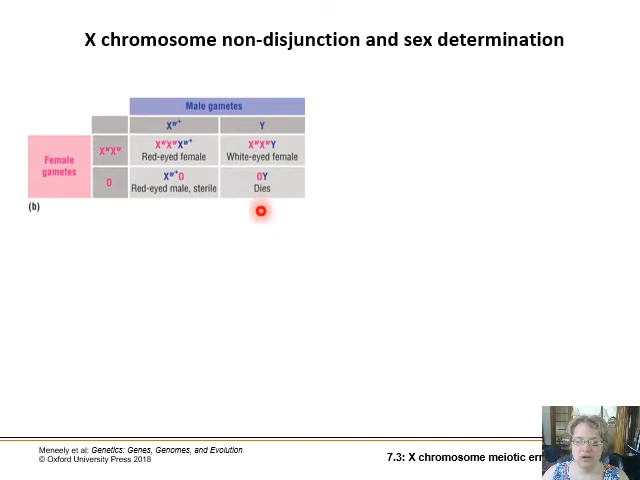 X chromosome non-disjunction and sex determination
Male gametes
Xʷ⁺ Y
Female gametes
XʷXʷ
XʷXʷXʷ⁺ XʷXʷY
Red-eyed female White-eyed female
O
Xʷ⁺O OY
Red-eyed male, sterile Dies
(b)
Meneely et al: Genetics: Genes, Genomes, and Evolution
© Oxford University Press 2018
7.3: X chromosome meiotic